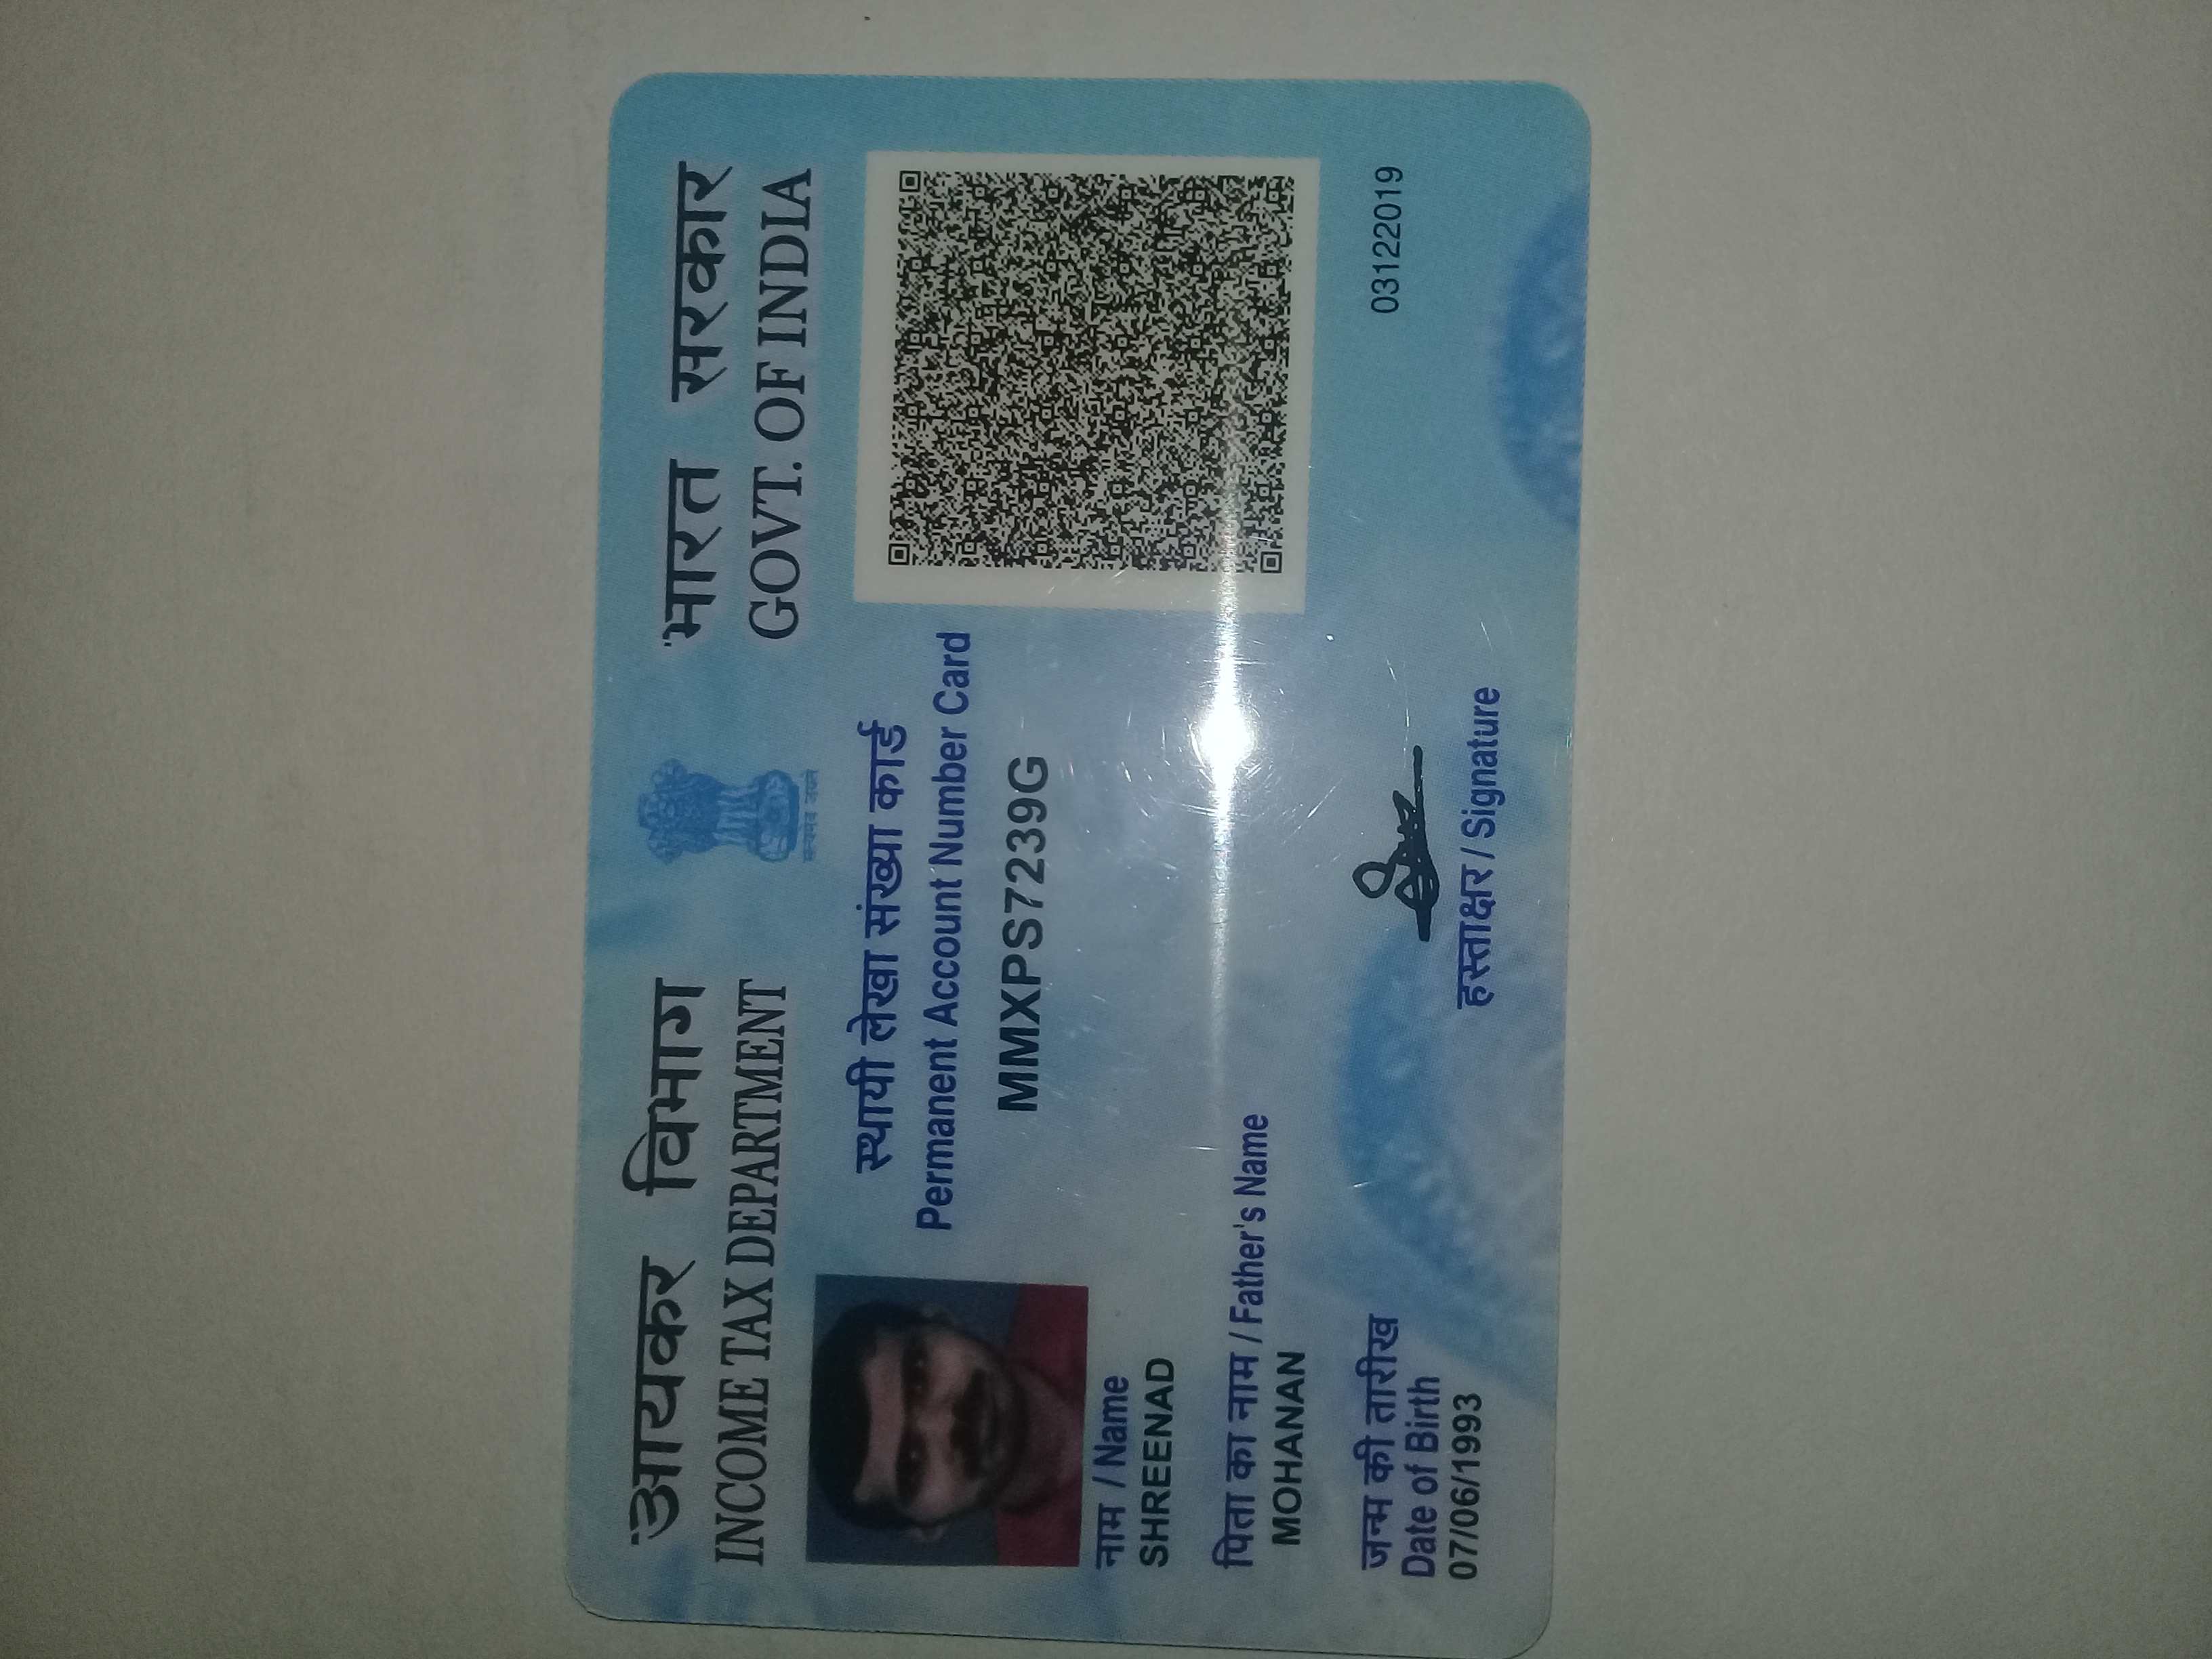 आयकर विभाग
INCOME TAX DEPARTMENT
सत्यमेव जयते
भारत सरकार
GOVT. OF INDIA
स्थायी लेखा संख्या कार्ड
Permanent Account Number Card
MMXPS7239G
नाम / Name
SHREENAD
पिता का नाम / Father's Name
MOHANAN
जन्म की तारीख
Date of Birth
07/06/1993
हस्ताक्षर / Signature
03122019